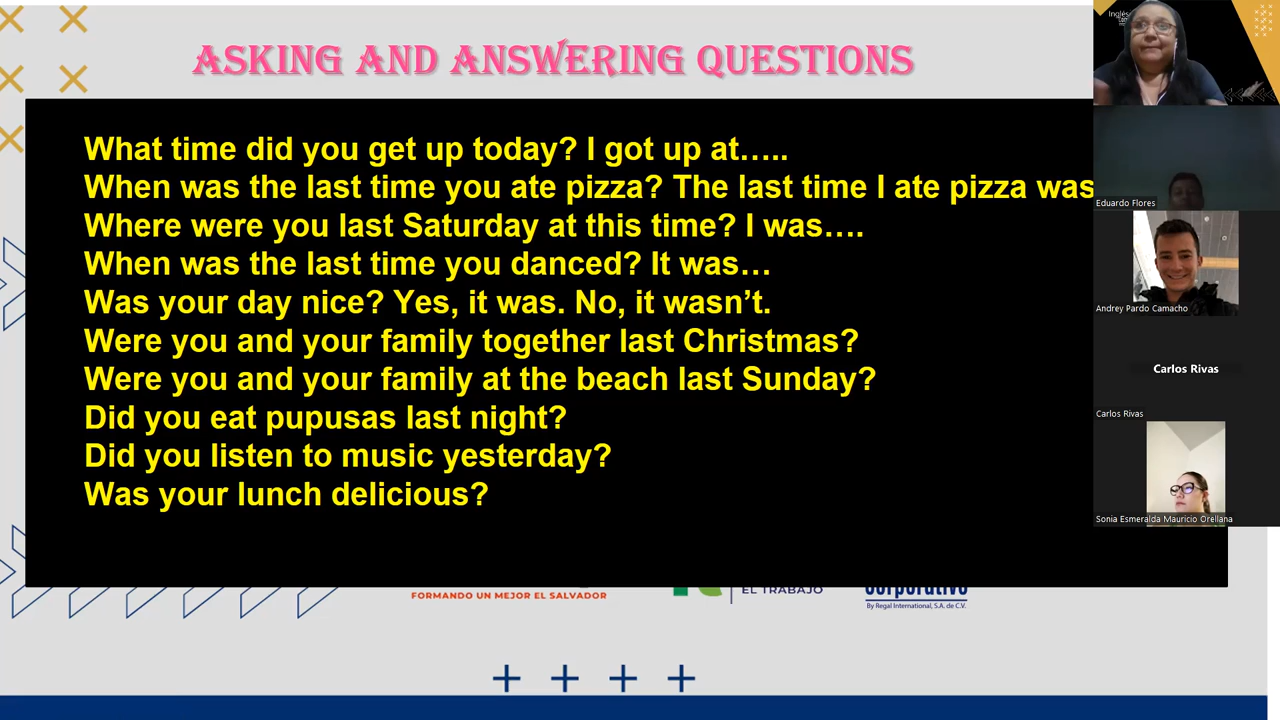 ASKING AND ANSWERING QUESTIONS
What time did you get up today? I got up at…..
When was the last time you ate pizza? The last time I ate pizza was
Where were you last Saturday at this time? I was….
When was the last time you danced? It was…
Was your day nice? Yes, it was. No, it wasn’t.
Were you and your family together last Christmas?
Were you and your family at the beach last Sunday?
Did you eat pupusas last night?
Did you listen to music yesterday?
Was your lunch delicious?
FORMANDO UN MEJOR EL SALVADOR
EL TRABAJO
Corporativo
By Regal International, S.A. de C.V.
Inglés
Eduardo Flores
Andrey Pardo Camacho
Carlos Rivas
Carlos Rivas
Sonia Esmeralda Mauricio Orellana